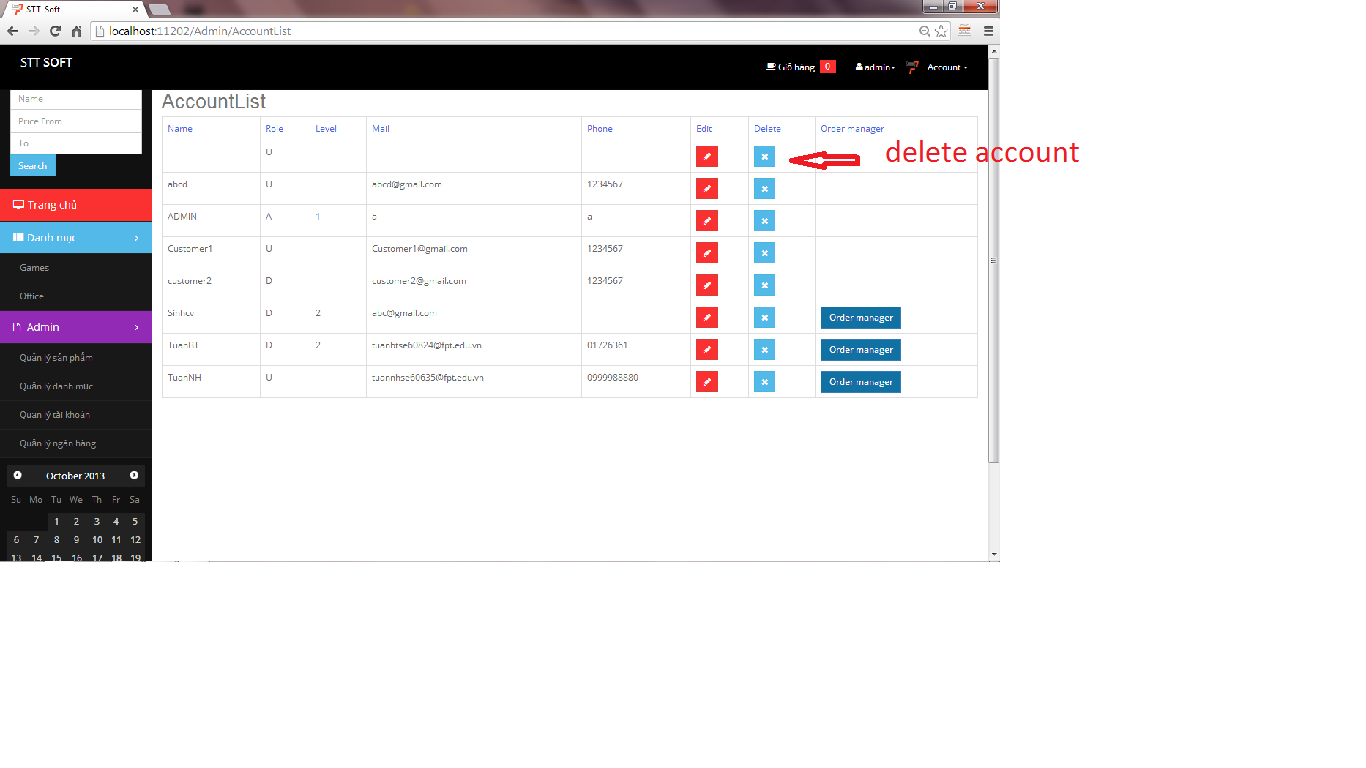 STT Soft
localhost:11202/Admin/AccountList
STT SOFT
Giỏ hàng 0 admin Account
Name
Price From
To
Search
Trang chủ
Danh mục
Games
Office
Admin
Quản lý sản phẩm
Quản lý danh mục
Quản lý tài khoản
Quản lý ngân hàng
October 2013
Su Mo Tu We Th Fr Sa
1 2 3 4 5
6 7 8 9 10 11 12
13 14 15 16 17 18 19
AccountList
Name Role Level Mail Phone Edit Delete Order manager
U
abcd U abcd@gmail.com 1234567
ADMIN A 1 a a
Customer1 U Customer1@gmail.com 1234567
customer2 D customer2@gmail.com 1234567
Sinhcv D 2 abc@gmail.com Order manager
TuanBT D 2 tuanbtse60824@fpt.edu.vn 01726361 Order manager
TuanNH U tuannhse60635@fpt.edu.vn 0999988880 Order manager
delete account